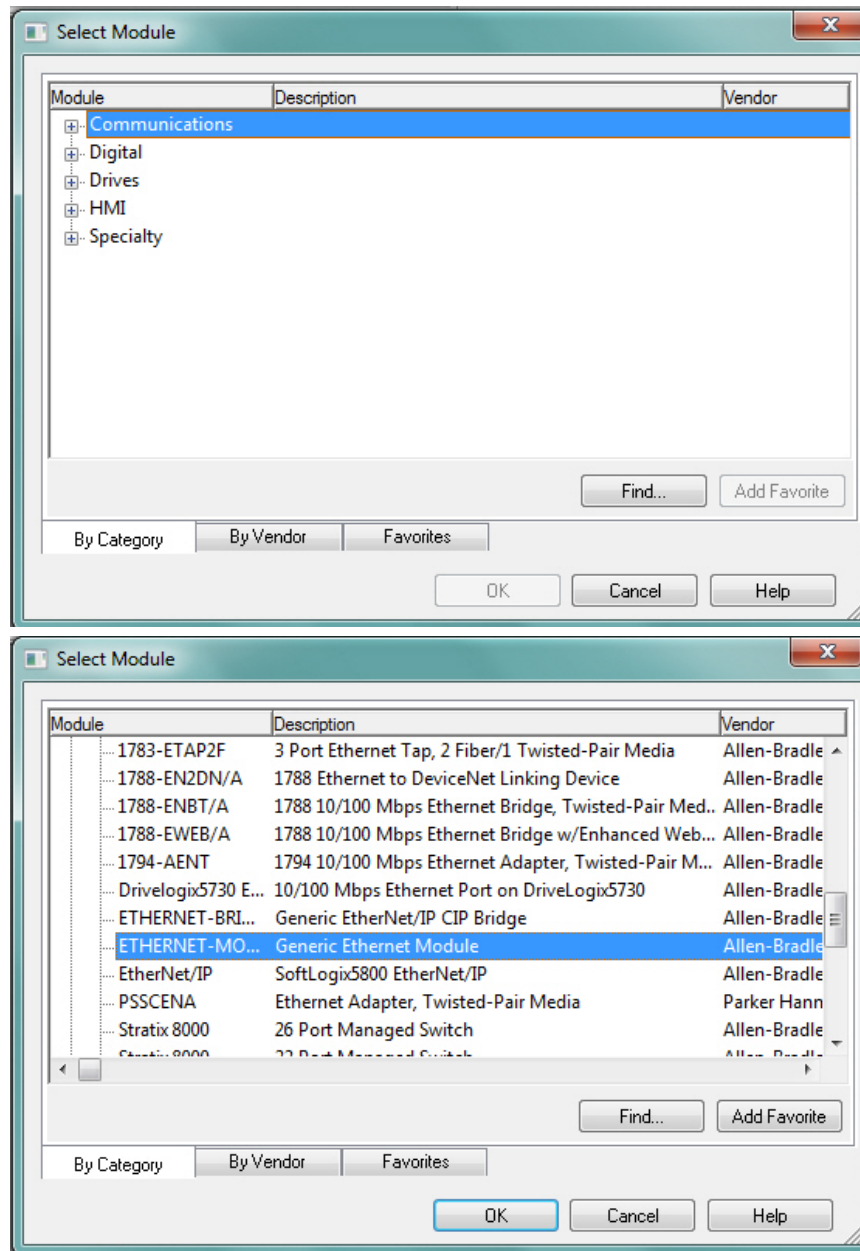 Select Module
Module Description Vendor
Communications
Digital
Drives
HMI
Specialty
Find... Add Favorite
By Category By Vendor Favorites
OK Cancel Help
Select Module
Module Description Vendor
1783-ETAP2F 3 Port Ethernet Tap, 2 Fiber/1 Twisted-Pair Media Allen-Bradle
1788-EN2DN/A 1788 Ethernet to DeviceNet Linking Device Allen-Bradle
1788-ENBT/A 1788 10/100 Mbps Ethernet Bridge, Twisted-Pair Med.. Allen-Bradle
1788-EWEB/A 1788 10/100 Mbps Ethernet Bridge w/Enhanced Web... Allen-Bradle
1794-AENT 1794 10/100 Mbps Ethernet Adapter, Twisted-Pair M... Allen-Bradle
Drivelogix5730 E... 10/100 Mbps Ethernet Port on DriveLogix5730 Allen-Bradle
ETHERNET-BRI... Generic EtherNet/IP CIP Bridge Allen-Bradle
ETHERNET-MO... Generic Ethernet Module Allen-Bradle
EtherNet/IP SoftLogix5800 EtherNet/IP Allen-Bradle
PSSCENA Ethernet Adapter, Twisted-Pair Media Parker Hann
Stratix 8000 26 Port Managed Switch Allen-Bradle
Find... Add Favorite
By Category By Vendor Favorites
OK Cancel Help